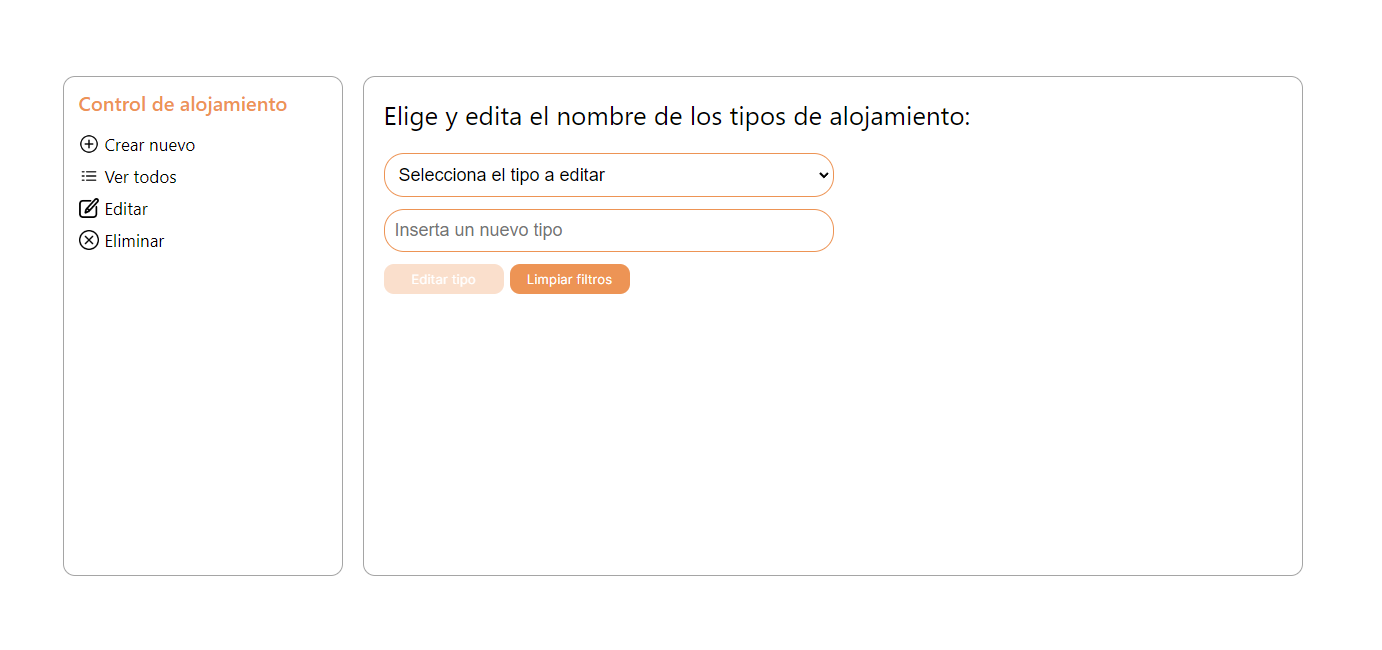 Control de alojamiento
Crear nuevo
Ver todos
Editar
Eliminar
Elige y edita el nombre de los tipos de alojamiento:
Selecciona el tipo a editar
Inserta un nuevo tipo
Editar tipo
Limpiar filtros